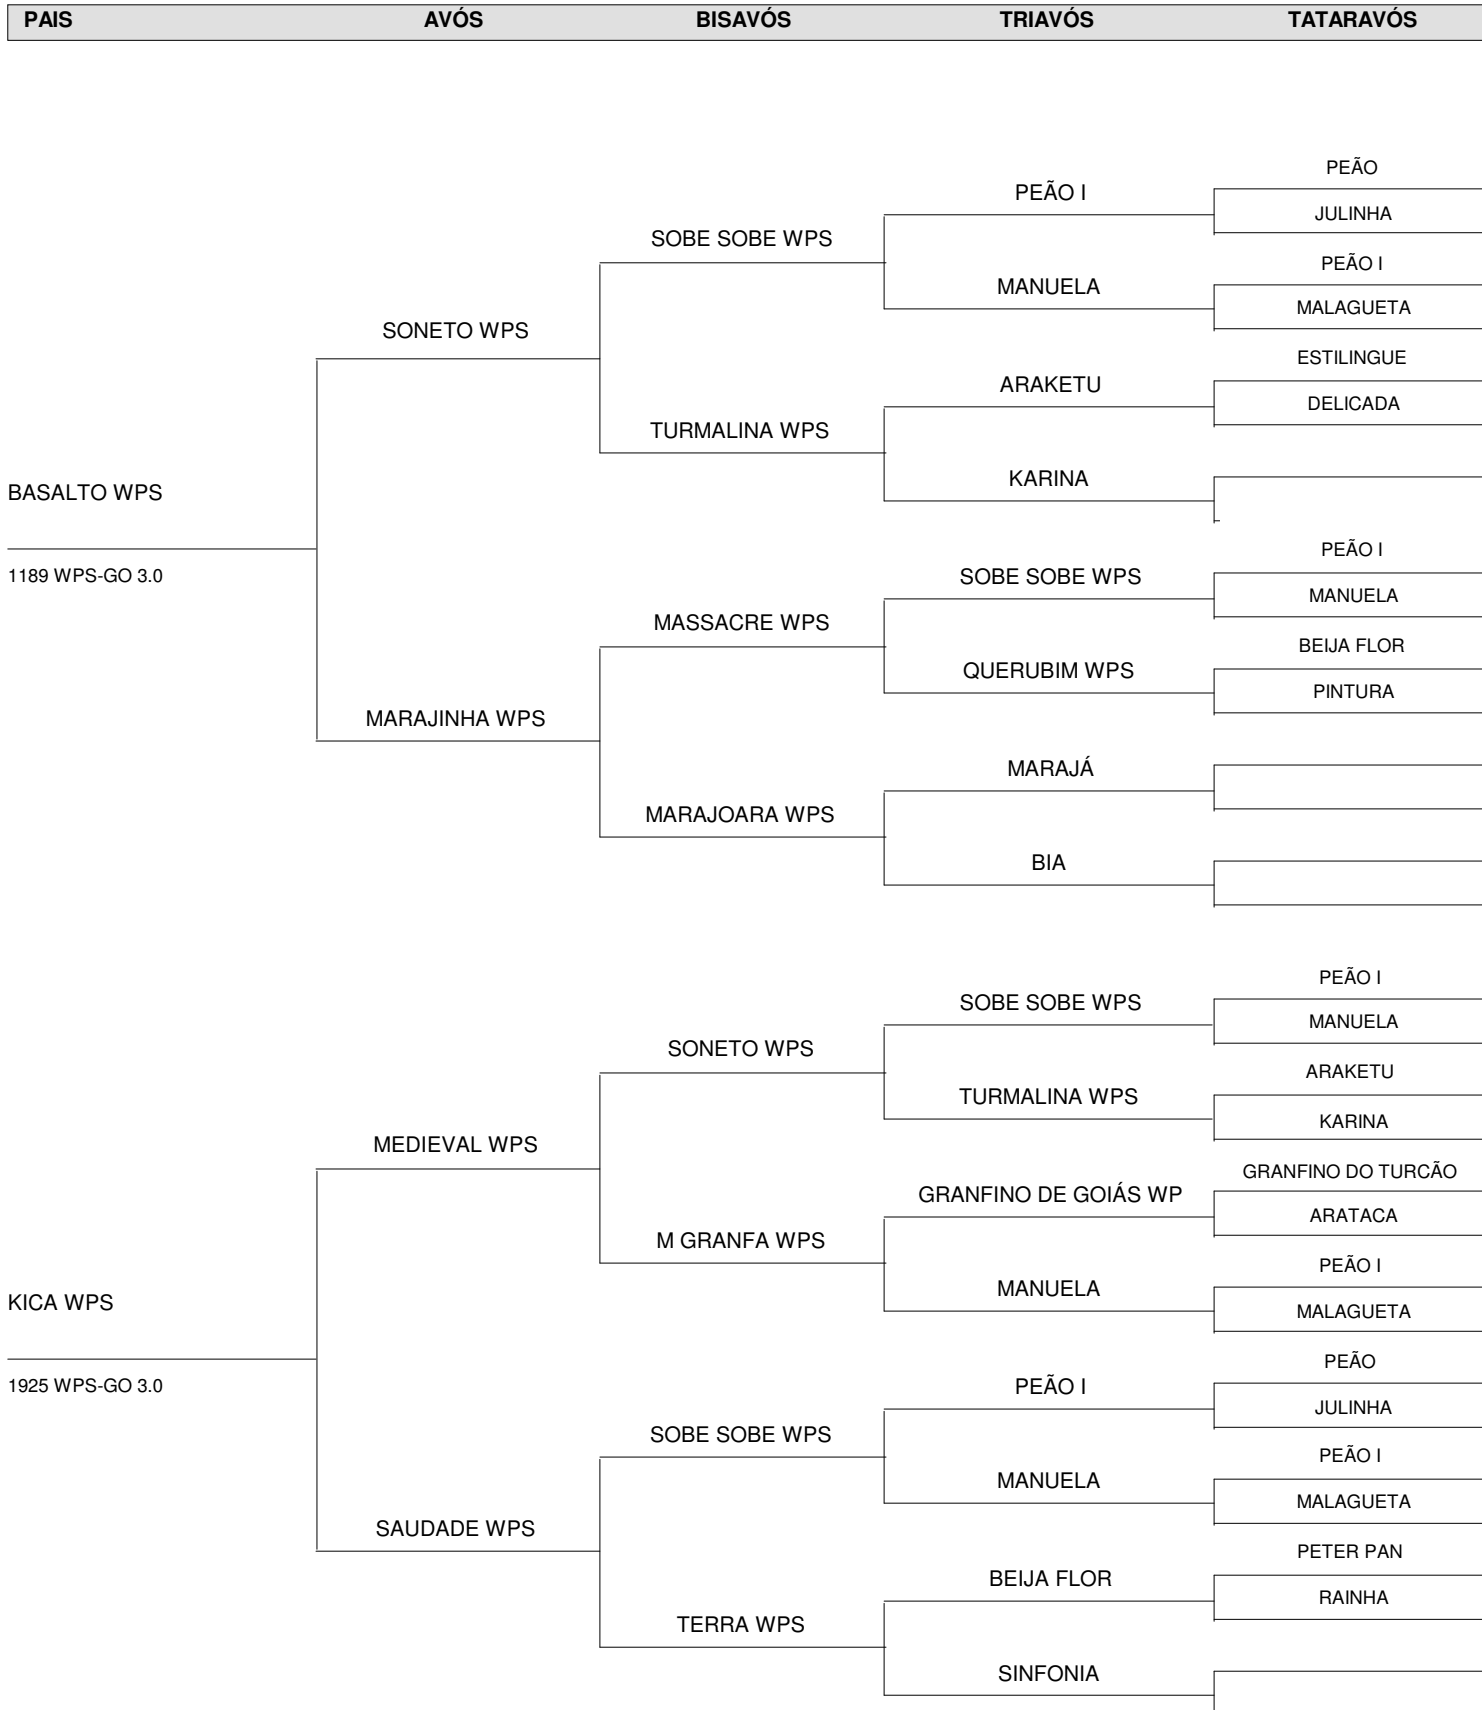 PAIS AVÓS BISAVÓS TRIAVÓS TATARAVÓS
PEÃO
PEÃO I
JULINHA
SOBE SOBE WPS
PEÃO I
MANUELA
MALAGUETA
SONETO WPS
ESTILINGUE
ARAKETU
DELICADA
TURMALINA WPS
KARINA
BASALTO WPS
PEÃO I
1189 WPS-GO 3.0
SOBE SOBE WPS
MANUELA
MASSACRE WPS
BEIJA FLOR
QUERUBIM WPS
PINTURA
MARAJINHA WPS
MARAJÁ
MARAJOARA WPS
BIA
PEÃO I
SOBE SOBE WPS
MANUELA
SONETO WPS
ARAKETU
TURMALINA WPS
KARINA
MEDIEVAL WPS
GRANFINO DO TURCÃO
GRANFINO DE GOIÁS WP
ARATACA
M GRANFA WPS
PEÃO I
MANUELA
KICA WPS
MALAGUETA
PEÃO
1925 WPS-GO 3.0
PEÃO I
JULINHA
SOBE SOBE WPS
PEÃO I
MANUELA
MALAGUETA
SAUDADE WPS
PETER PAN
BEIJA FLOR
RAINHA
TERRA WPS
SINFONIA